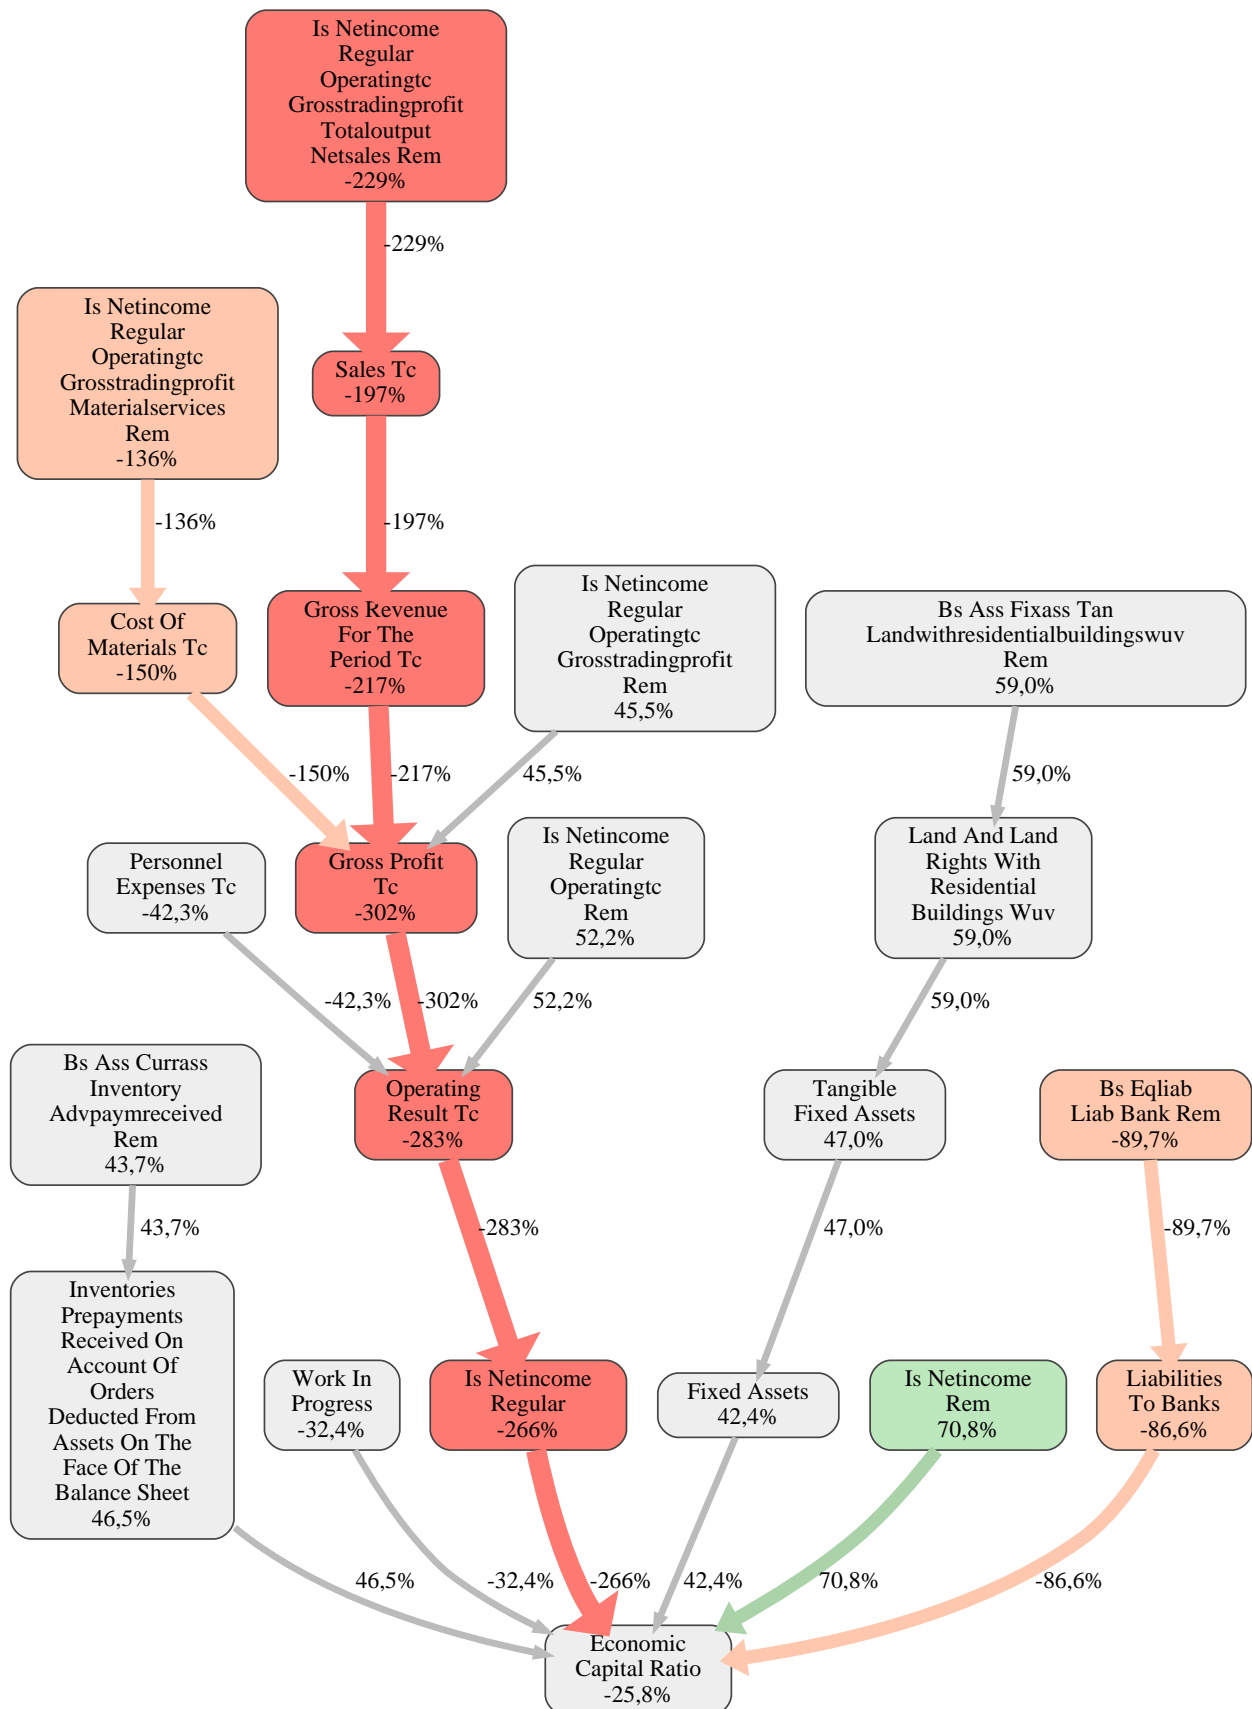 Is Netincome
Regular
Operatingtc
Grosstradingprofit
Totaloutput
Netsales Rem
-229%
-229%
Is Netincome
Regular
Operatingtc
Grosstradingprofit
Materialservices
Rem
-136%
Sales Tc
-197%
-136%
-197%
Cost Of
Materials Tc
-150%
Gross Revenue
For The
Period Tc
-217%
Is Netincome
Regular
Operatingtc
Grosstradingprofit
Rem
45,5%
Bs Ass Fixass Tan
Landwithresidentialbuildingswuv
Rem
59,0%
-150%
-217%
45,5%
59,0%
Personnel
Expenses Tc
-42,3%
Gross Profit
Tc
-302%
Is Netincome
Regular
Operatingtc
Rem
52,2%
Land And Land
Rights With
Residential
Buildings Wuv
59,0%
-42,3%
-302%
52,2%
59,0%
Bs Ass Currass
Inventory
Advpaymreceived
Rem
43,7%
Operating
Result Tc
-283%
Tangible
Fixed Assets
47,0%
Bs Eqliab
Liab Bank Rem
-89,7%
43,7%
-283%
47,0%
-89,7%
Inventories
Prepayments
Received On
Account Of
Orders
Deducted From
Assets On The
Face Of The
Balance Sheet
46,5%
Work In
Progress
-32,4%
Is Netincome
Regular
-266%
Fixed Assets
42,4%
Is Netincome
Rem
70,8%
Liabilities
To Banks
-86,6%
46,5%
-32,4%
-266%
42,4%
70,8%
-86,6%
Economic
Capital Ratio
-25,8%